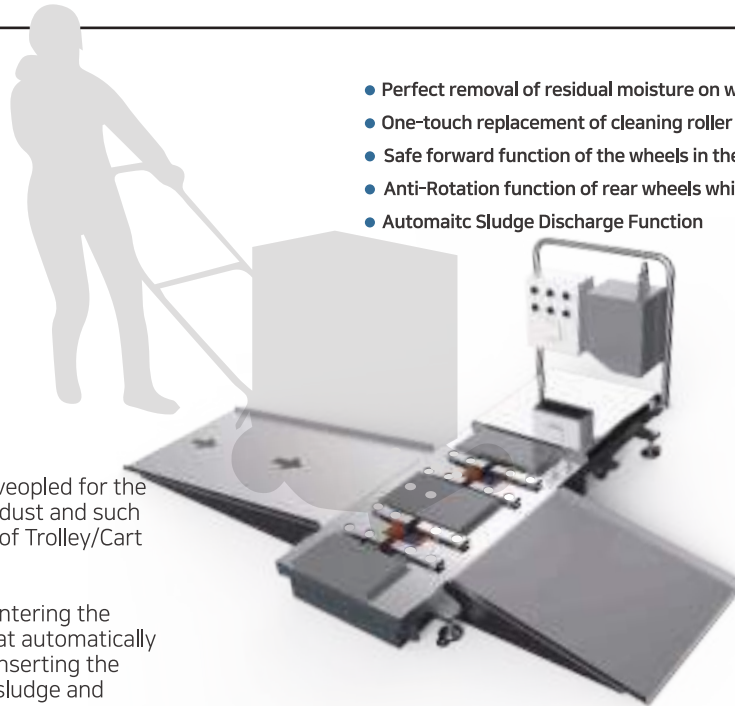 Perfect removal of residual moisture on w
One-touch replacement of cleaning roller
Safe forward function of the wheels in the
Anti-Rotation function of rear wheels whi
Automaitc Sludge Discharge Function
veopled for the
dust and such
of Trolley/Cart
ntering the
at automatically
nserting the
sludge and